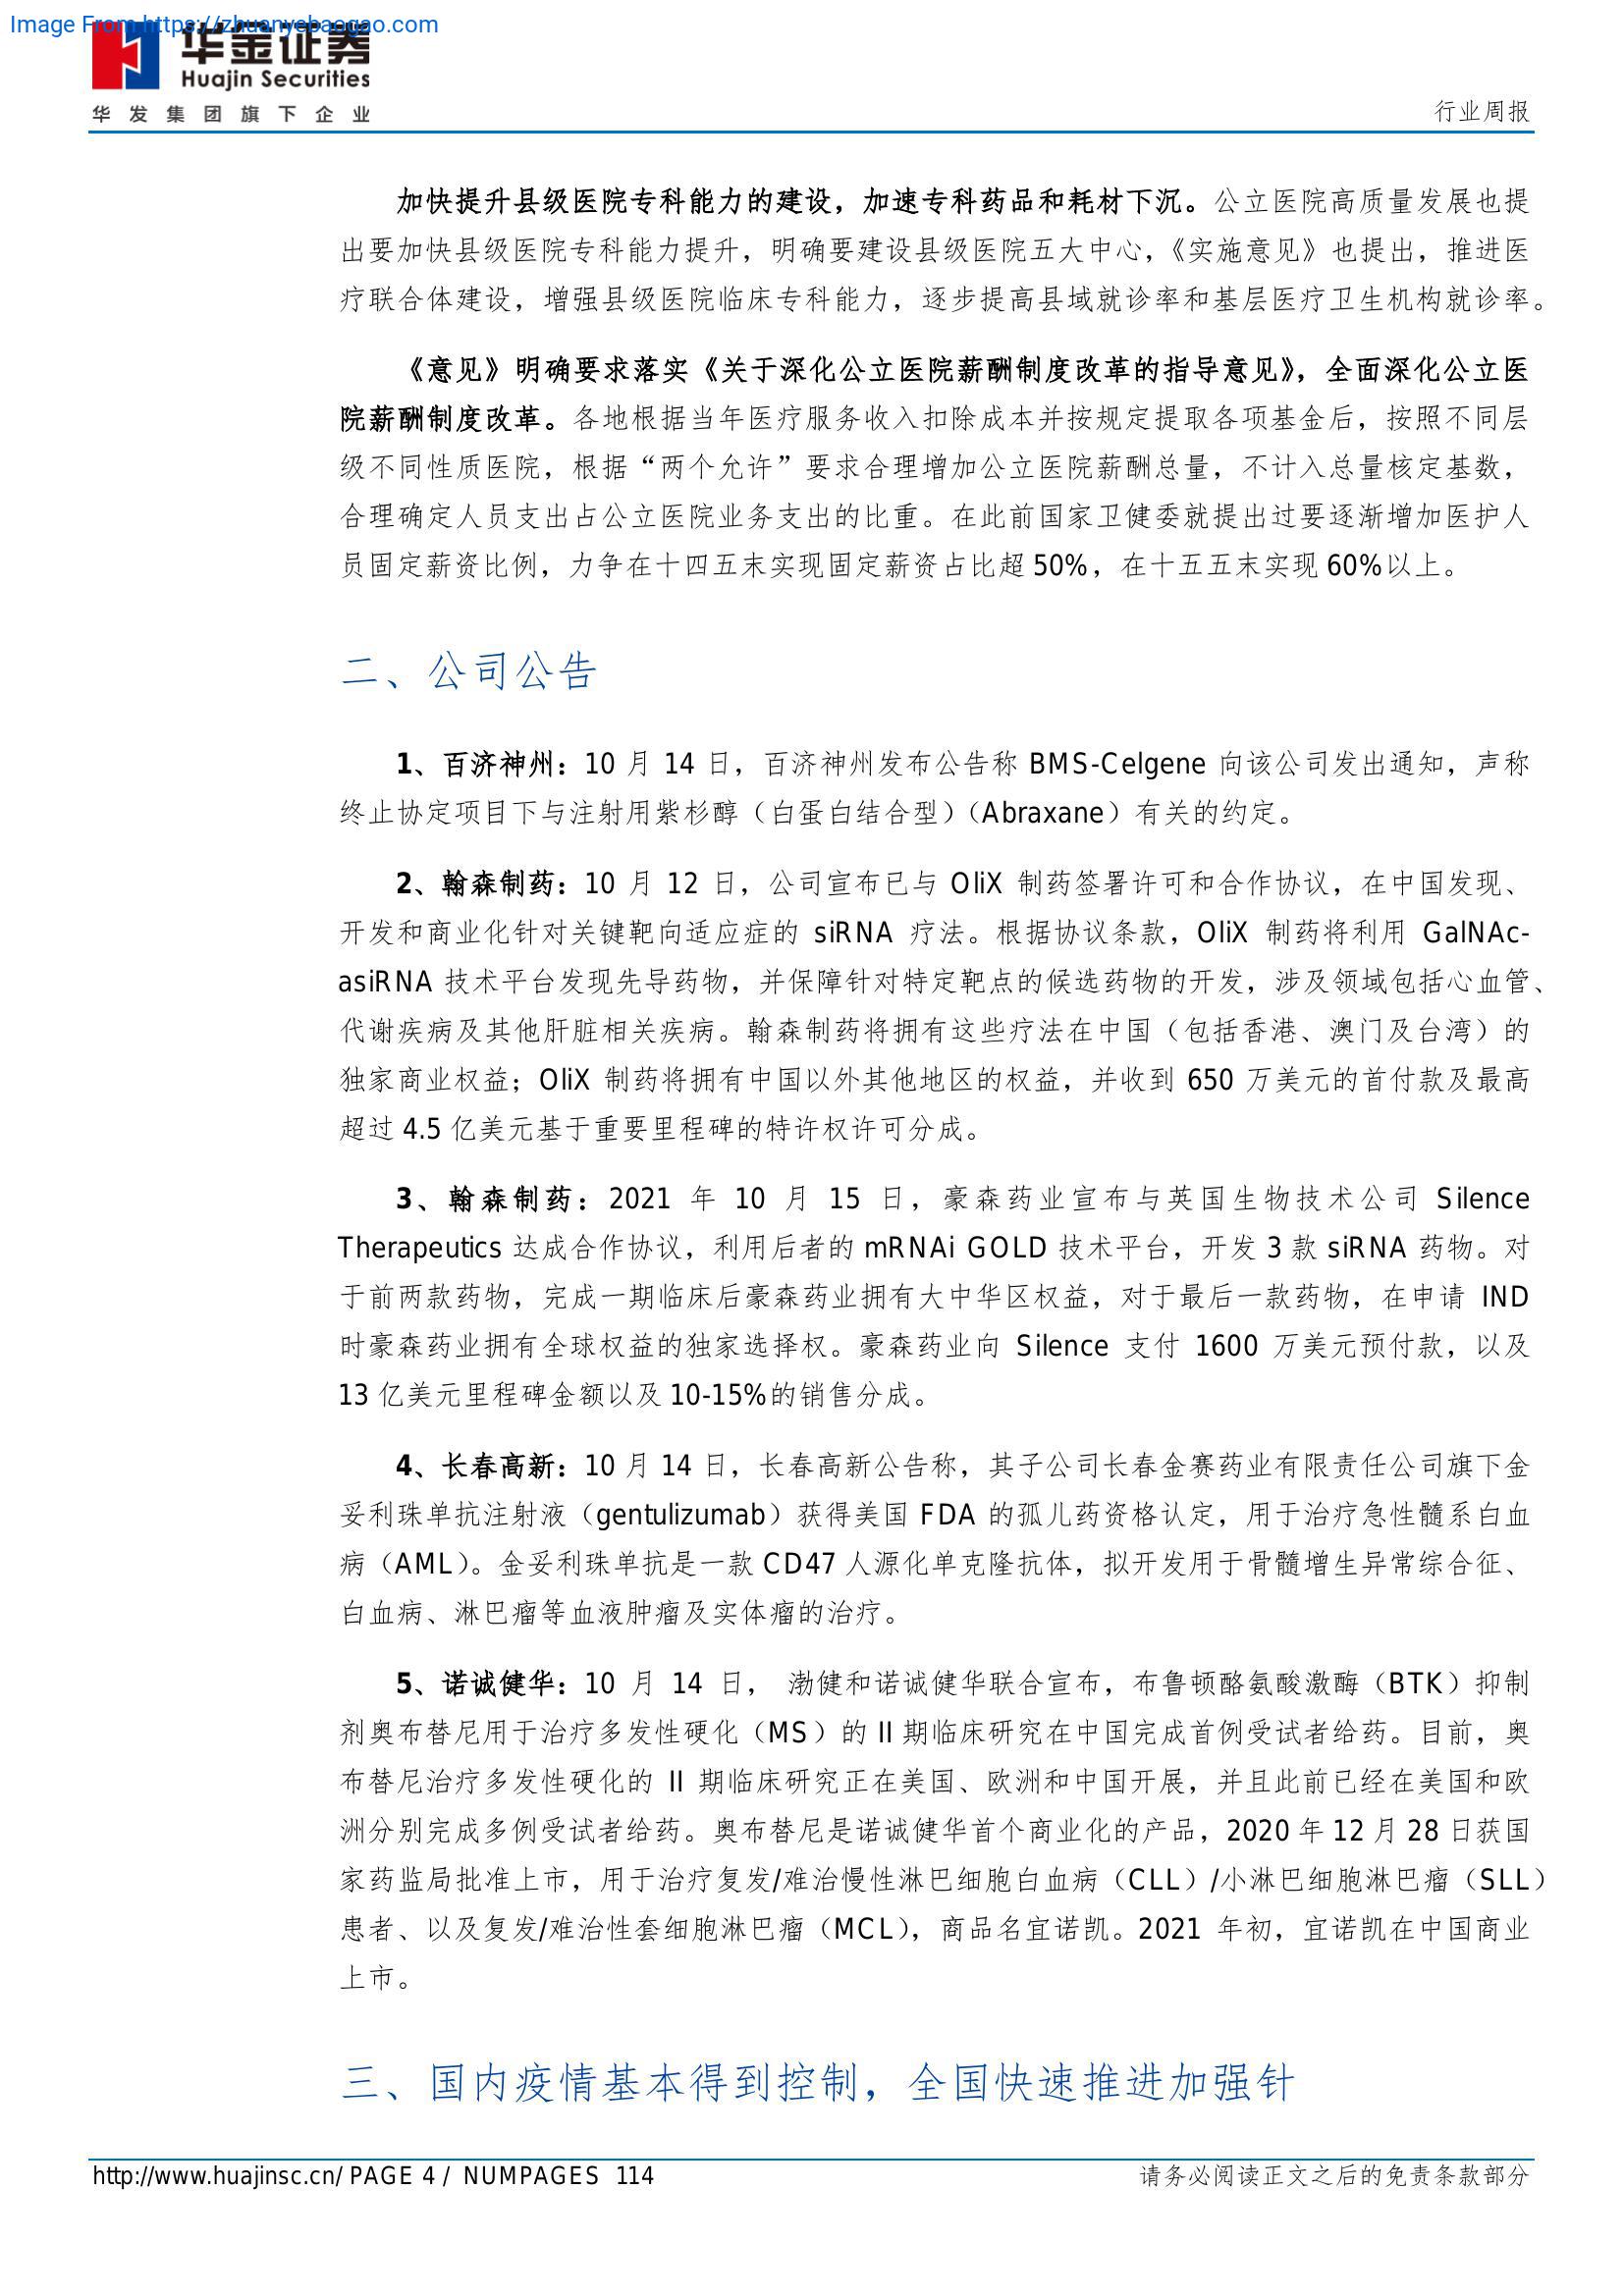 Image From https://zhuanyebaogao.com
华金证券
Huajin Securities
华发集团旗下企业
行业周报
加快提升县级医院专科能力的建设，加速专科药品和耗材下沉。公立医院高质量发展也提
出要加快县级医院专科能力提升，明确要建设县级医院五大中心，《实施意见》也提出，推进医
疗联合体建设，增强县级医院临床专科能力，逐步提高县域就诊率和基层医疗卫生机构就诊率。
《意见》明确要求落实《关于深化公立医院薪酬制度改革的指导意见》，全面深化公立医
院薪酬制度改革。各地根据当年医疗服务收入扣除成本并按规定提取各项基金后，按照不同层
级不同性质医院，根据“两个允许”要求合理增加公立医院薪酬总量，不计入总量核定基数，
合理确定人员支出占公立医院业务支出的比重。在此前国家卫健委就提出过要逐渐增加医护人
员固定薪资比例，力争在十四五末实现固定薪资占比超 50%，在十五五末实现 60%以上。
二、公司公告
1、百济神州：10 月 14 日，百济神州发布公告称 BMS-Celgene 向该公司发出通知，声称
终止协定项目下与注射用紫杉醇（白蛋白结合型）（Abraxane）有关的约定。
2、翰森制药：10 月 12 日，公司宣布已与 OliX 制药签署许可和合作协议，在中国发现、
开发和商业化针对关键靶向适应症的 siRNA 疗法。根据协议条款，OliX 制药将利用 GalNAc-
asiRNA 技术平台发现先导药物，并保障针对特定靶点的候选药物的开发，涉及领域包括心血管、
代谢疾病及其他肝脏相关疾病。翰森制药将拥有这些疗法在中国（包括香港、澳门及台湾）的
独家商业权益；OliX 制药将拥有中国以外其他地区的权益，并收到 650 万美元的首付款及最高
超过 4.5 亿美元基于重要里程碑的特许权许可分成。
3、翰森制药：2021 年 10 月 15 日，豪森药业宣布与英国生物技术公司 Silence
Therapeutics 达成合作协议，利用后者的 mRNAi GOLD 技术平台，开发 3 款 siRNA 药物。对
于前两款药物，完成一期临床后豪森药业拥有大中华区权益，对于最后一款药物，在申请 IND
时豪森药业拥有全球权益的独家选择权。豪森药业向 Silence 支付 1600 万美元预付款，以及
13 亿美元里程碑金额以及 10-15%的销售分成。
4、长春高新：10 月 14 日，长春高新公告称，其子公司长春金赛药业有限责任公司旗下金
妥利珠单抗注射液（gentulizumab）获得美国 FDA 的孤儿药资格认定，用于治疗急性髓系白血
病（AML）。金妥利珠单抗是一款 CD47 人源化单克隆抗体，拟开发用于骨髓增生异常综合征、
白血病、淋巴瘤等血液肿瘤及实体瘤的治疗。
5、诺诚健华：10 月 14 日， 渤健和诺诚健华联合宣布，布鲁顿酪氨酸激酶（BTK）抑制
剂奥布替尼用于治疗多发性硬化（MS）的 II 期临床研究在中国完成首例受试者给药。目前，奥
布替尼治疗多发性硬化的 II 期临床研究正在美国、欧洲和中国开展，并且此前已经在美国和欧
洲分别完成多例受试者给药。奥布替尼是诺诚健华首个商业化的产品，2020 年 12 月 28 日获国
家药监局批准上市，用于治疗复发/难治慢性淋巴细胞白血病（CLL）/小淋巴细胞淋巴瘤（SLL）
患者、以及复发/难治性套细胞淋巴瘤（MCL），商品名宜诺凯。2021 年初，宜诺凯在中国商业
上市。
三、国内疫情基本得到控制，全国快速推进加强针
http://www.huajinsc.cn/ PAGE 4 / NUMPAGES 114
请务必阅读正文之后的免责条款部分